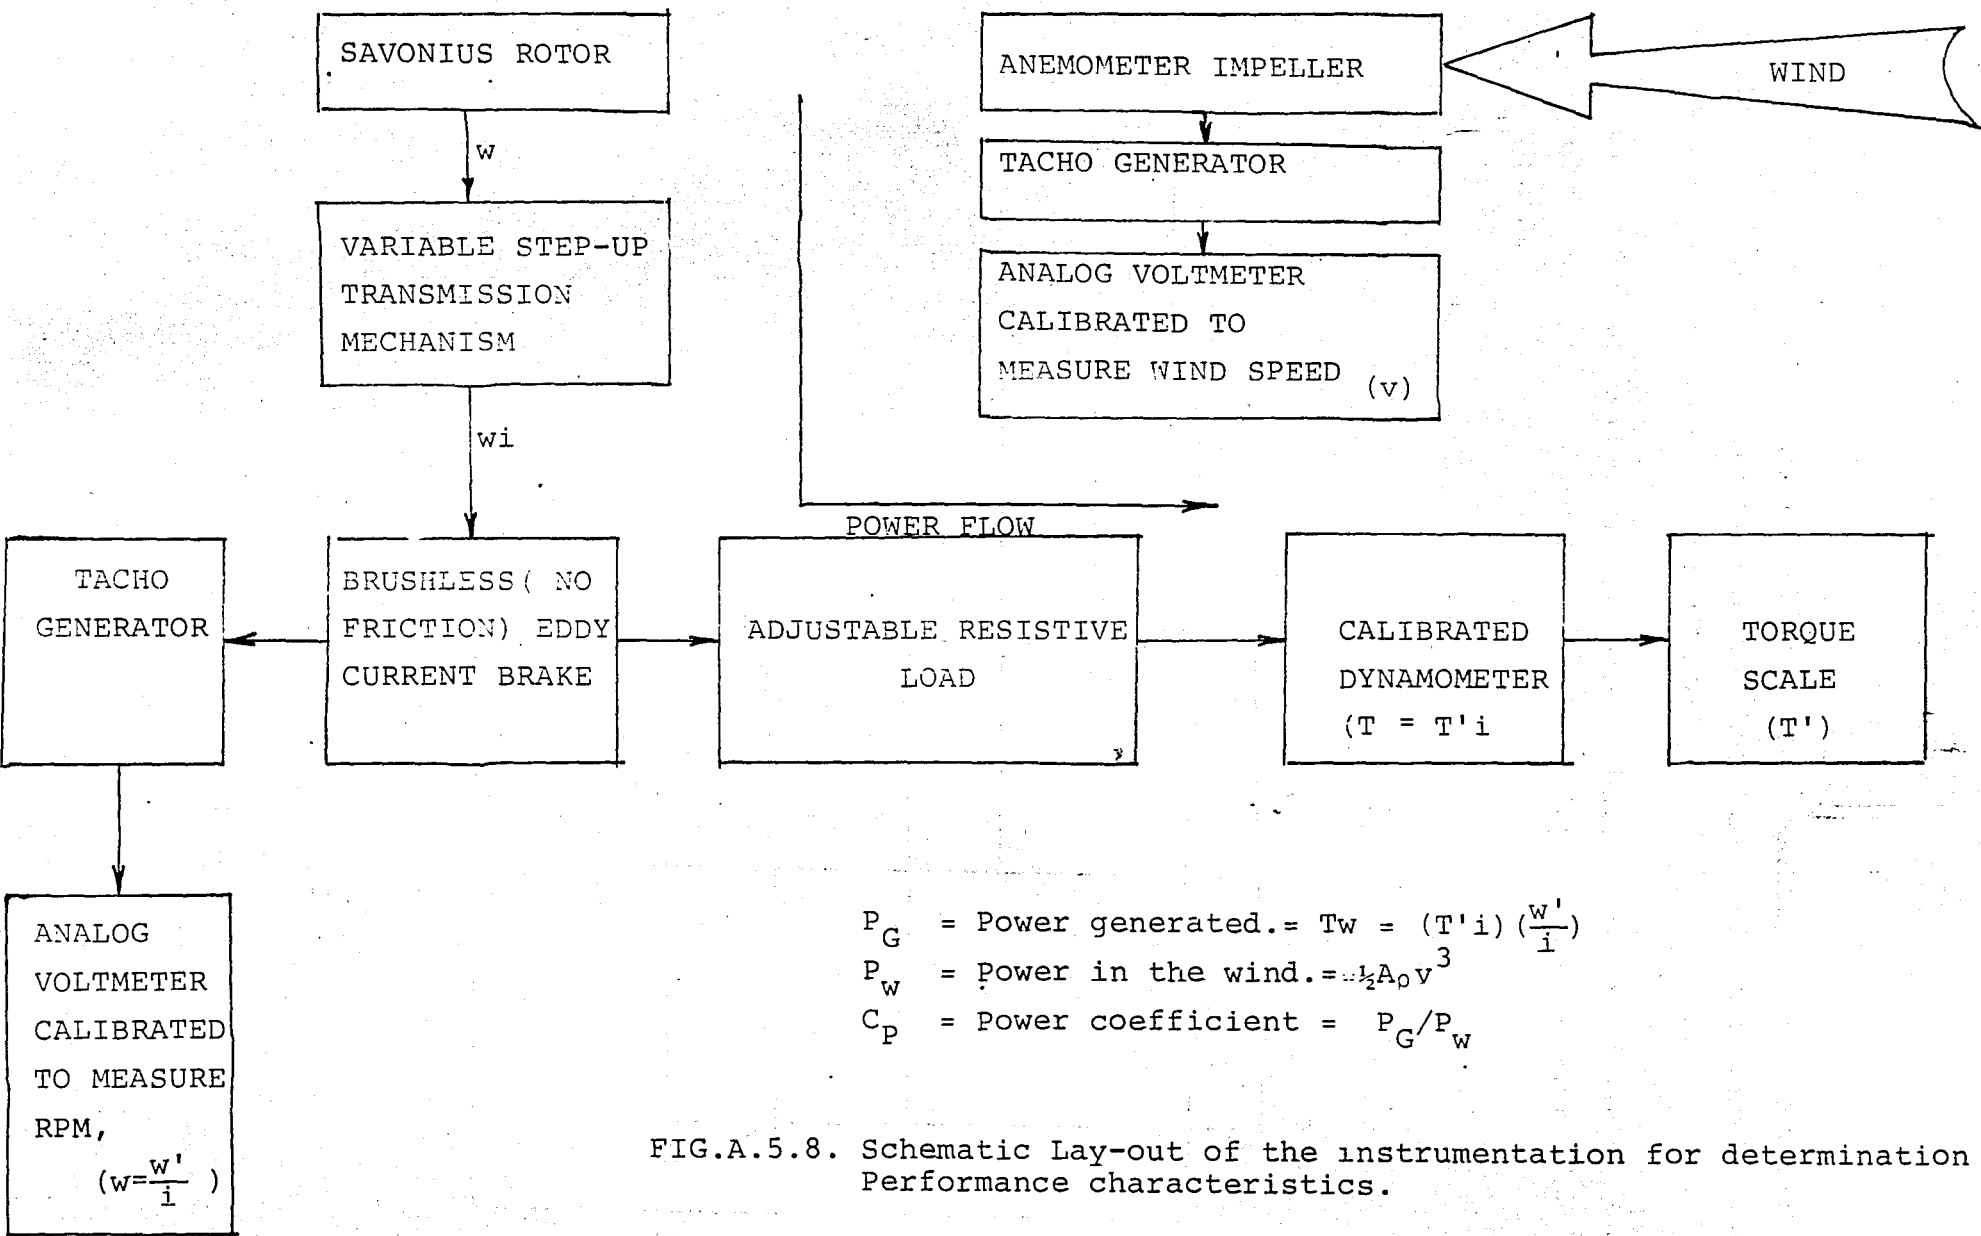 SAVONIUS ROTOR
w
VARIABLE STEP-UP
TRANSMISSION
MECHANISM
wi
ANEMOMETER IMPELLER
WIND
TACHO GENERATOR
ANALOG VOLTMETER
CALIBRATED TO
MEASURE WIND SPEED (v)
POWER FLOW
TACHO
GENERATOR
BRUSHLESS( NO
FRICTION) EDDY
CURRENT BRAKE
ADJUSTABLE RESISTIVE
LOAD
CALIBRATED
DYNAMOMETER
(T = T'i
TORQUE
SCALE
(T')
ANALOG
VOLTMETER
CALIBRATED
TO MEASURE
RPM,
(w=w'/i )
P_G = Power generated.= Tw = (T'i)(w'/i)
P_w = Power in the wind.= ½Aρv³
C_P = Power coefficient = P_G/P_w
FIG.A.5.8. Schematic Lay-out of the instrumentation for determination
Performance characteristics.